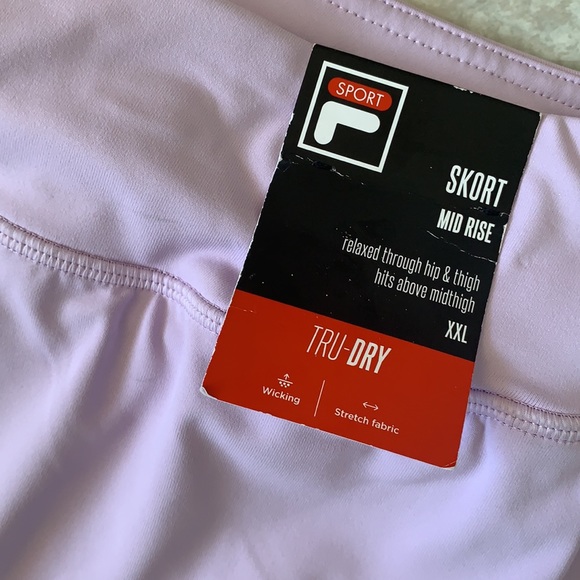 SPORT
SKORT
MID RISE
relaxed through hip & thigh
hits above midthigh
XXL
TRU-DRY
Wicking
Stretch fabric